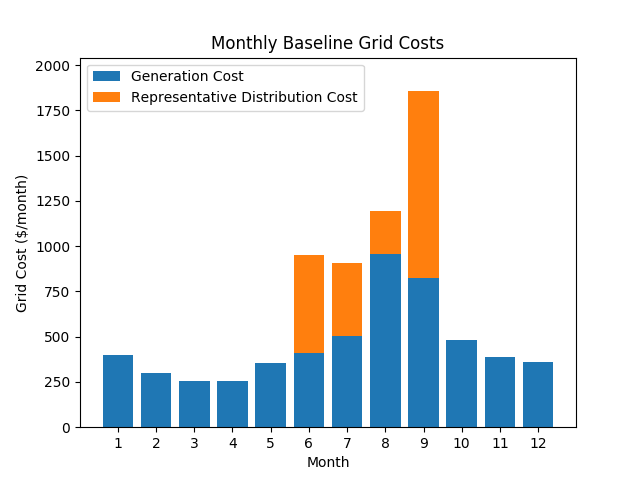 Monthly Baseline Grid Costs
Generation Cost
Representative Distribution Cost
Grid Cost ($/month)
2000
1750
1500
1250
1000
750
500
250
0
1 2 3 4 5 6 7 8 9 10 11 12
Month